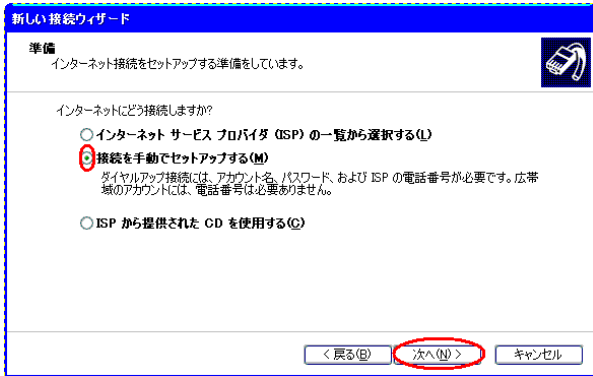 新しい接続ウィザード
準備
インターネット接続をセットアップする準備をしています。
インターネットにどう接続しますか?
インターネット サービス プロバイダ (ISP) の一覧から選択する(L)
接続を手動でセットアップする(M)
ダイヤルアップ接続には、アカウント名、パスワード、および ISP の電話番号が必要です。広帯
域のアカウントには、電話番号は必要ありません。
ISP から提供された CD を使用する(C)
< 戻る(B)
次へ(N) >
キャンセル